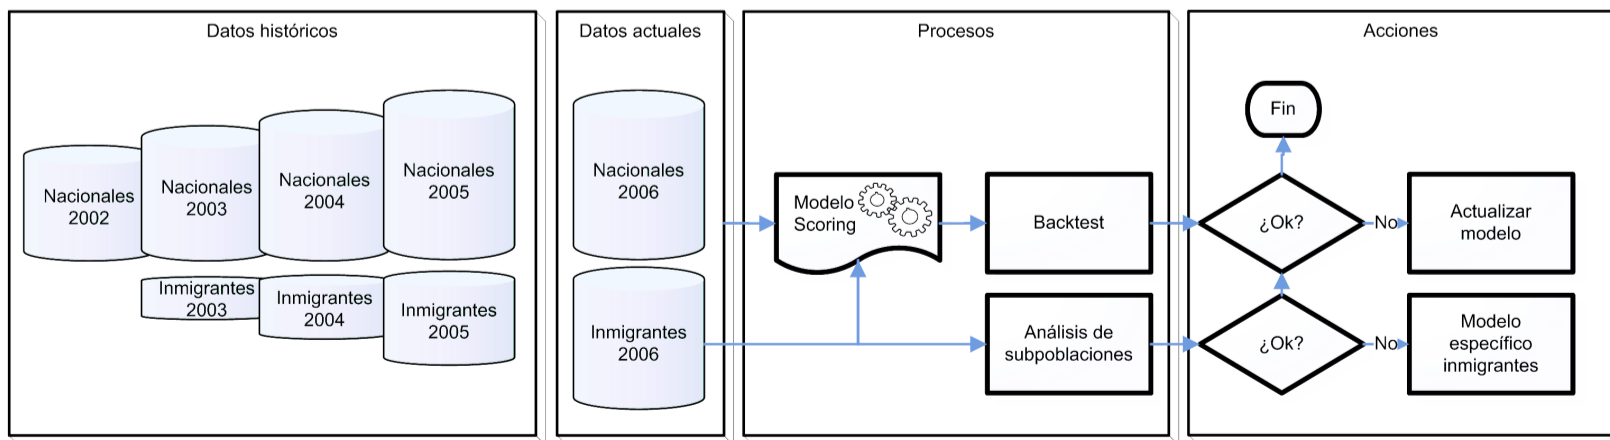 Datos históricos
Nacionales
2002
Nacionales
2003
Nacionales
2004
Nacionales
2005
Inmigrantes
2003
Inmigrantes
2004
Inmigrantes
2005
Datos actuales
Nacionales
2006
Inmigrantes
2006
Procesos
Modelo
Scoring
Backtest
Análisis de
subpoblaciones
Acciones
Fin
¿Ok?
No
Actualizar
modelo
¿Ok?
No
Modelo
específico
inmigrantes